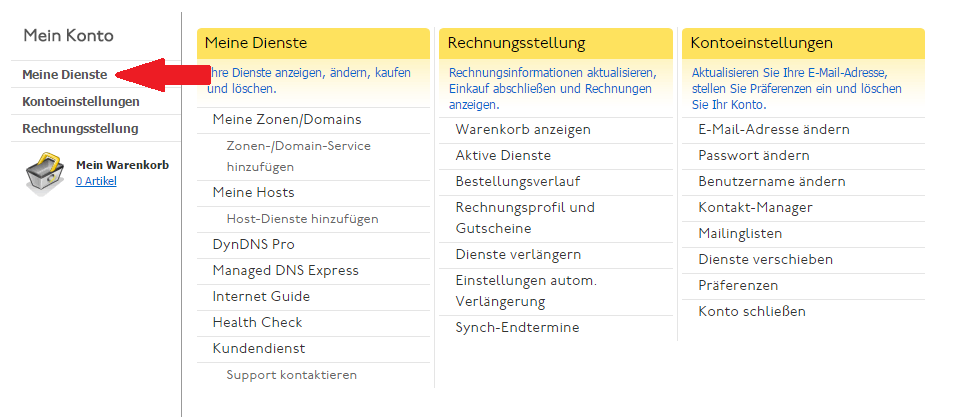 Mein Konto
Meine Dienste
Kontoeinstellungen
Rechnungsstellung
Mein Warenkorb
0 Artikel
Meine Dienste
Ihre Dienste anzeigen, ändern, kaufen
und löschen.
Meine Zonen/Domains
Zonen-/Domain-Service
hinzufügen
Meine Hosts
Host-Dienste hinzufügen
DynDNS Pro
Managed DNS Express
Internet Guide
Health Check
Kundendienst
Support kontaktieren
Rechnungsstellung
Rechnungsinformationen aktualisieren,
Einkauf abschließen und Rechnungen
anzeigen.
Warenkorb anzeigen
Aktive Dienste
Bestellungsverlauf
Rechnungsprofil und
Gutscheine
Dienste verlängern
Einstellungen autom.
Verlängerung
Synch-Endtermine
Kontoeinstellungen
Aktualisieren Sie Ihre E-Mail-Adresse,
stellen Sie Präferenzen ein und löschen
Sie Ihr Konto.
E-Mail-Adresse ändern
Passwort ändern
Benutzername ändern
Kontakt-Manager
Mailinglisten
Dienste verschieben
Präferenzen
Konto schließen